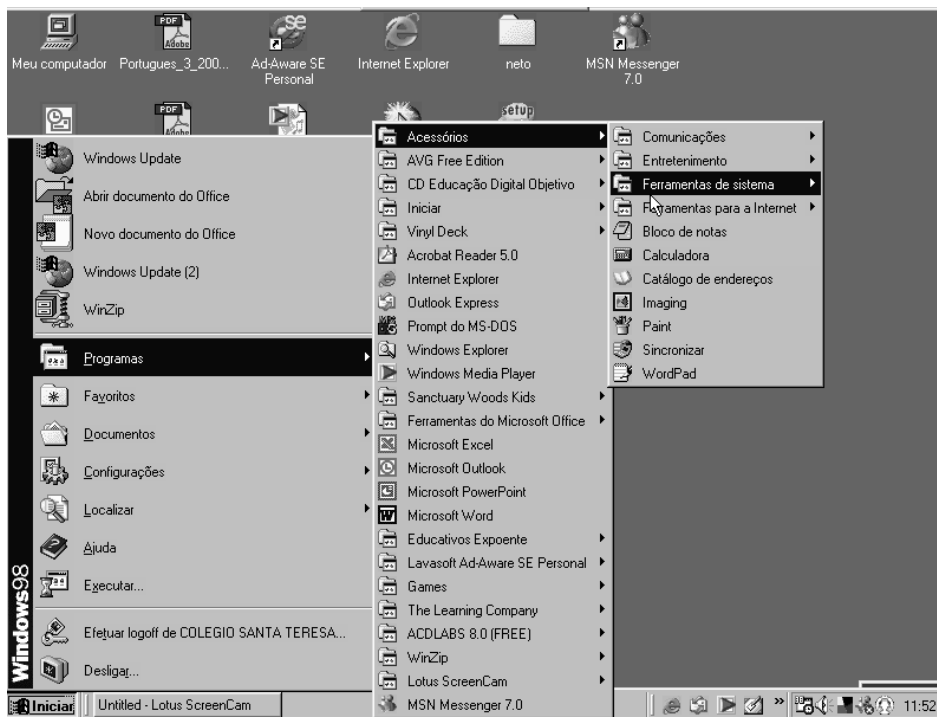 Meu computador
Portugues_3_200...
Ad-Aware SE
Personal
Internet Explorer
neto
MSN Messenger
7.0
Windows Update
Abrir documento do Office
Novo documento do Office
Windows Update (2)
WinZip
Programas
Favoritos
Documentos
Configurações
Localizar
Ajuda
Executar...
Efetuar logoff de COLEGIO SANTA TERESA...
Desligar...
Windows98
Acessórios
AVG Free Edition
CD Educação Digital Objetivo
Iniciar
Vinyl Deck
Acrobat Reader 5.0
Internet Explorer
Outlook Express
Prompt do MS-DOS
Windows Explorer
Windows Media Player
Sanctuary Woods Kids
Ferramentas do Microsoft Office
Microsoft Excel
Microsoft Outlook
Microsoft PowerPoint
Microsoft Word
Educativos Expoente
Lavasoft Ad-Aware SE Personal
Games
The Learning Company
ACDLABS 8.0 (FREE)
WinZip
Lotus ScreenCam
MSN Messenger 7.0
Comunicações
Entretenimento
Ferramentas de sistema
Ferramentas para a Internet
Bloco de notas
Calculadora
Catálogo de endereços
Imaging
Paint
Sincronizar
WordPad
Iniciar
Untitled - Lotus ScreenCam
11:52